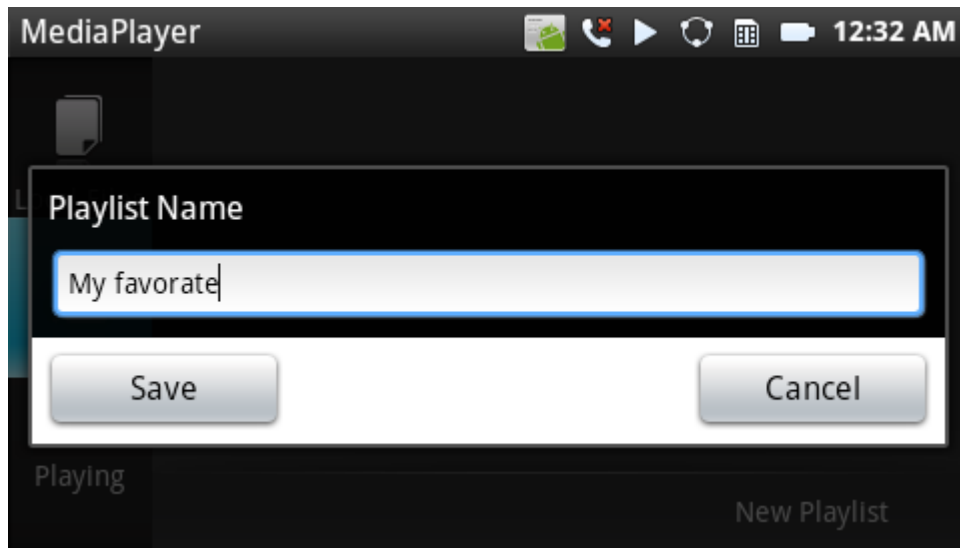 MediaPlayer 12:32 AM
Playlist Name
My favorate
Save Cancel
Playing
New Playlist